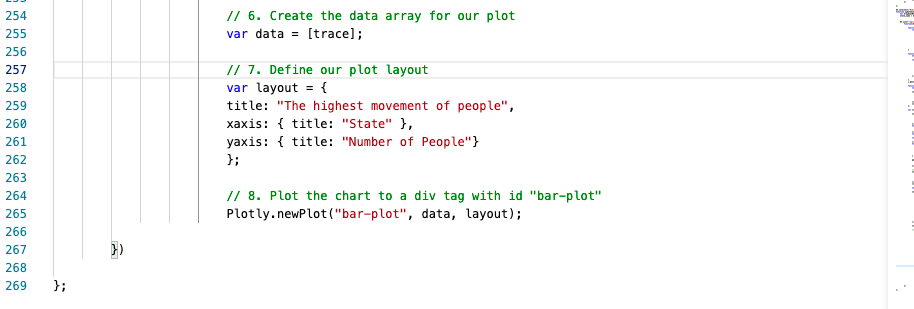 254 // 6. Create the data array for our plot
255 var data = [trace];
256
257 // 7. Define our plot layout
258 var layout = {
259 title: "The highest movement of people",
260 xaxis: { title: "State" },
261 yaxis: { title: "Number of People"}
262 };
263
264 // 8. Plot the chart to a div tag with id "bar-plot"
265 Plotly.newPlot("bar-plot", data, layout);
266
267 })
268
269 };